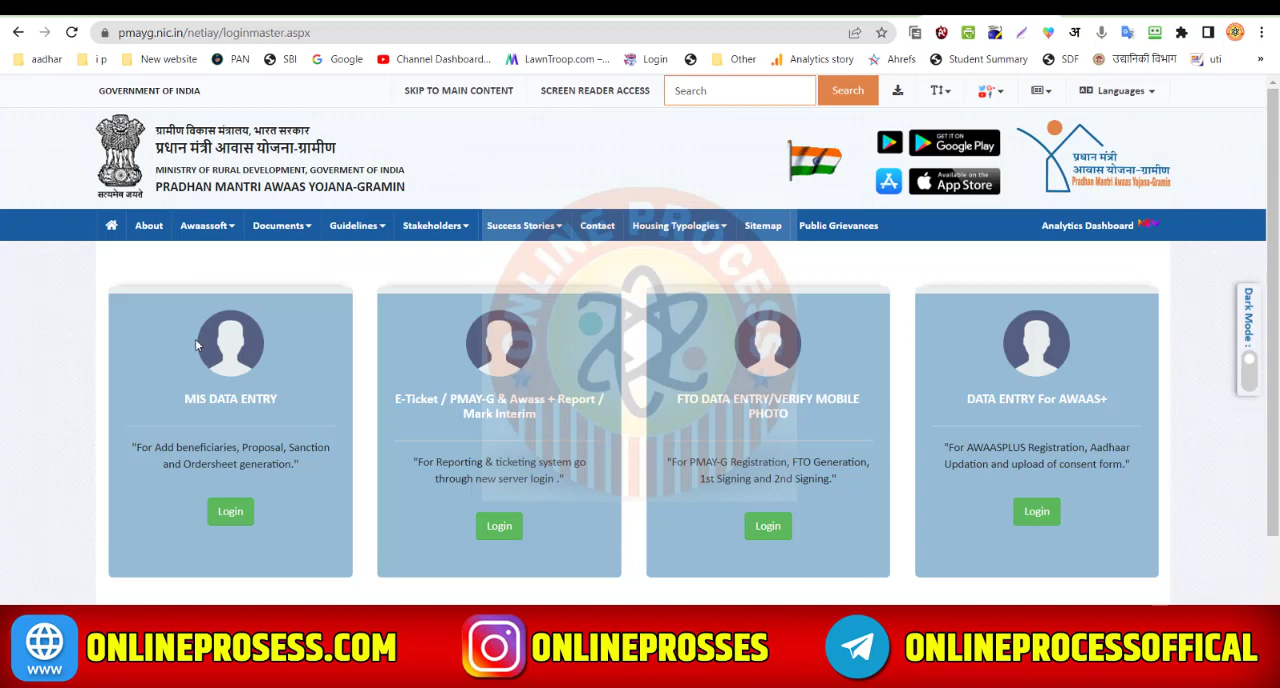 pmayg.nic.in/netiay/loginmaster.aspx
अ
aadhar
i p
New website
PAN
SBI
Google
Channel Dashboard...
LawnTroop.com –...
Login
Other
Analytics story
Ahrefs
Student Summary
SDF
उद्यानिकी विभाग
uti
»
GOVERNMENT OF INDIA
SKIP TO MAIN CONTENT
SCREEN READER ACCESS
Search
Search
Languages
ग्रामीण विकास मंत्रालय, भारत सरकार
प्रधान मंत्री आवास योजना-ग्रामीण
MINISTRY OF RURAL DEVELOPMENT, GOVERMENT OF INDIA
PRADHAN MANTRI AWAAS YOJANA-GRAMIN
सत्यमेव जयते
GET IT ON
Google Play
Available on the
App Store
प्रधान मंत्री
आवास योजना-ग्रामीण
Pradhan Mantri Awaas Yojana-Gramin
About
Awaassoft
Documents
Guidelines
Stakeholders
Success Stories
Contact
Housing Typologies
Sitemap
Public Grievances
Analytics Dashboard
ONLINE PROCESS
Dark Mode :
MIS DATA ENTRY
"For Add beneficiaries, Proposal, Sanction
and Ordersheet generation."
Login
E-Ticket / PMAY-G & Awass + Report /
Mark Interim
"For Reporting & ticketing system go
through new server login ."
Login
FTO DATA ENTRY/VERIFY MOBILE
PHOTO
"For PMAY-G Registration, FTO Generation,
1st Signing and 2nd Signing."
Login
DATA ENTRY For AWAAS+
"For AWAASPLUS Registration, Aadhaar
Updation and upload of consent form."
Login
WWW
ONLINEPROSESS.COM
ONLINEPROSSES
ONLINEPROCESSOFFICAL